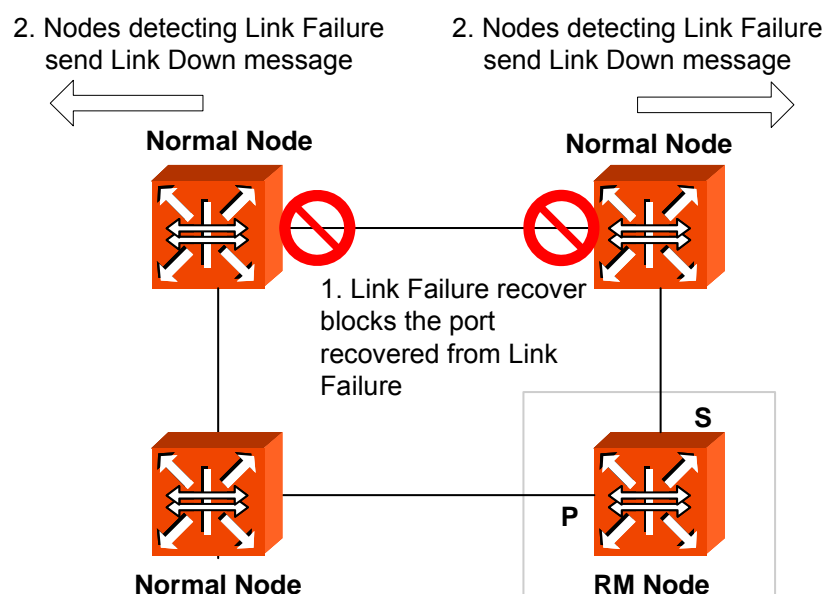 2. Nodes detecting Link Failure
send Link Down message
2. Nodes detecting Link Failure
send Link Down message
Normal Node
Normal Node
1. Link Failure recover
blocks the port
recovered from Link
Failure
S
P
Normal Node
RM Node